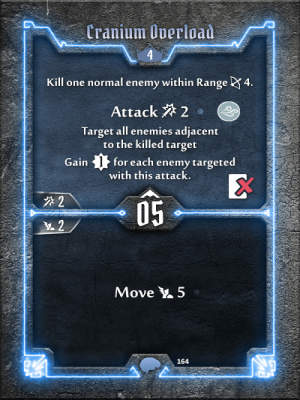 Cranium Overload
4
Kill one normal enemy within Range 4.
Attack 2
Target all enemies adjacent
to the killed target
Gain 1 for each enemy targeted
with this attack.
2
05
2
Move 5
164